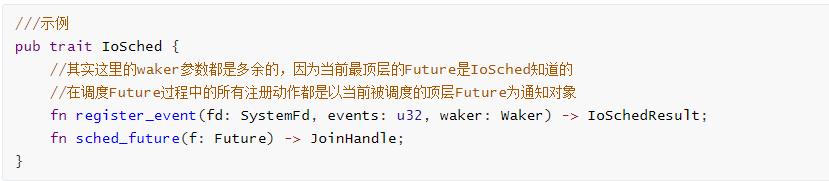 ///示例
pub trait IoSched {
    //其实这里的waker参数都是多余的，因为当前最顶层的Future是IoSched知道的
    //在调度Future过程中的所有注册动作都是以当前被调度的顶层Future为通知对象
    fn register_event(fd: SystemFd, events: u32, waker: Waker) -> IoSchedResult;
    fn sched_future(f: Future) -> JoinHandle;
}